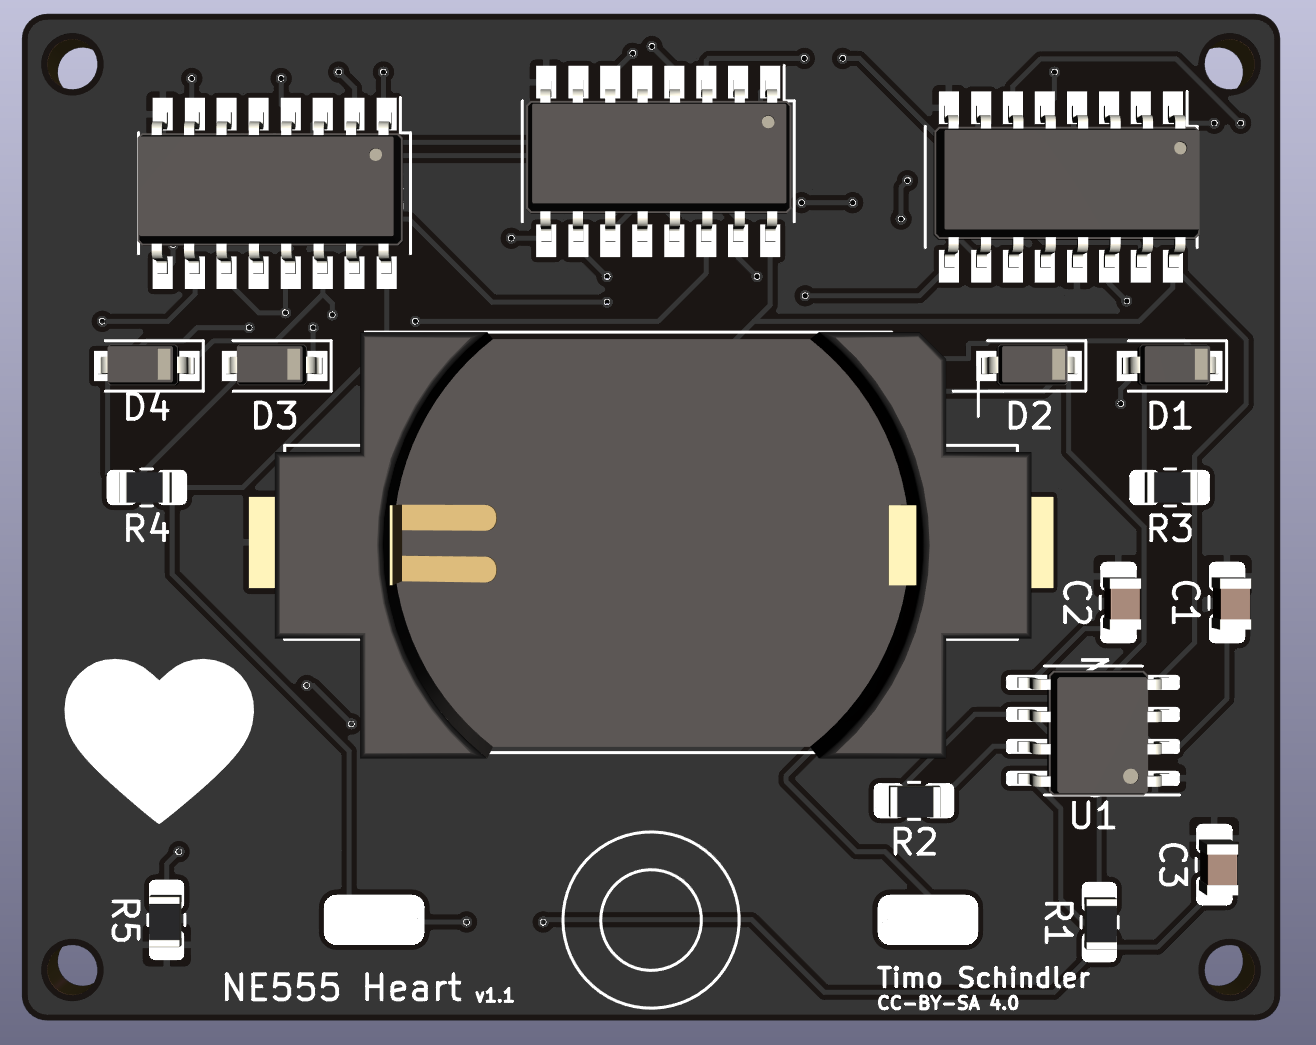 D4
D3
D2
D1
R4
R3
C2
C1
U1
R2
C3
R5
R1
NE555 Heart v1.1
Timo Schindler
CC-BY-SA 4.0